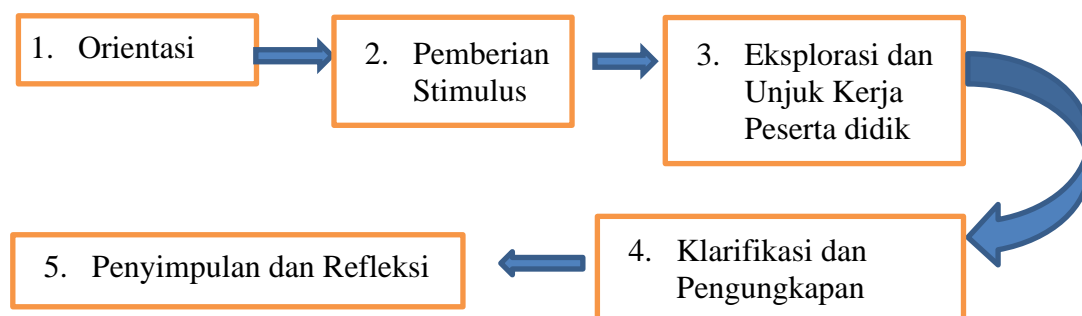 1. Orientasi
2. Pemberian
Stimulus
3. Eksplorasi dan
Unjuk Kerja
Peserta didik
4. Klarifikasi dan
Pengungkapan
5. Penyimpulan dan Refleksi